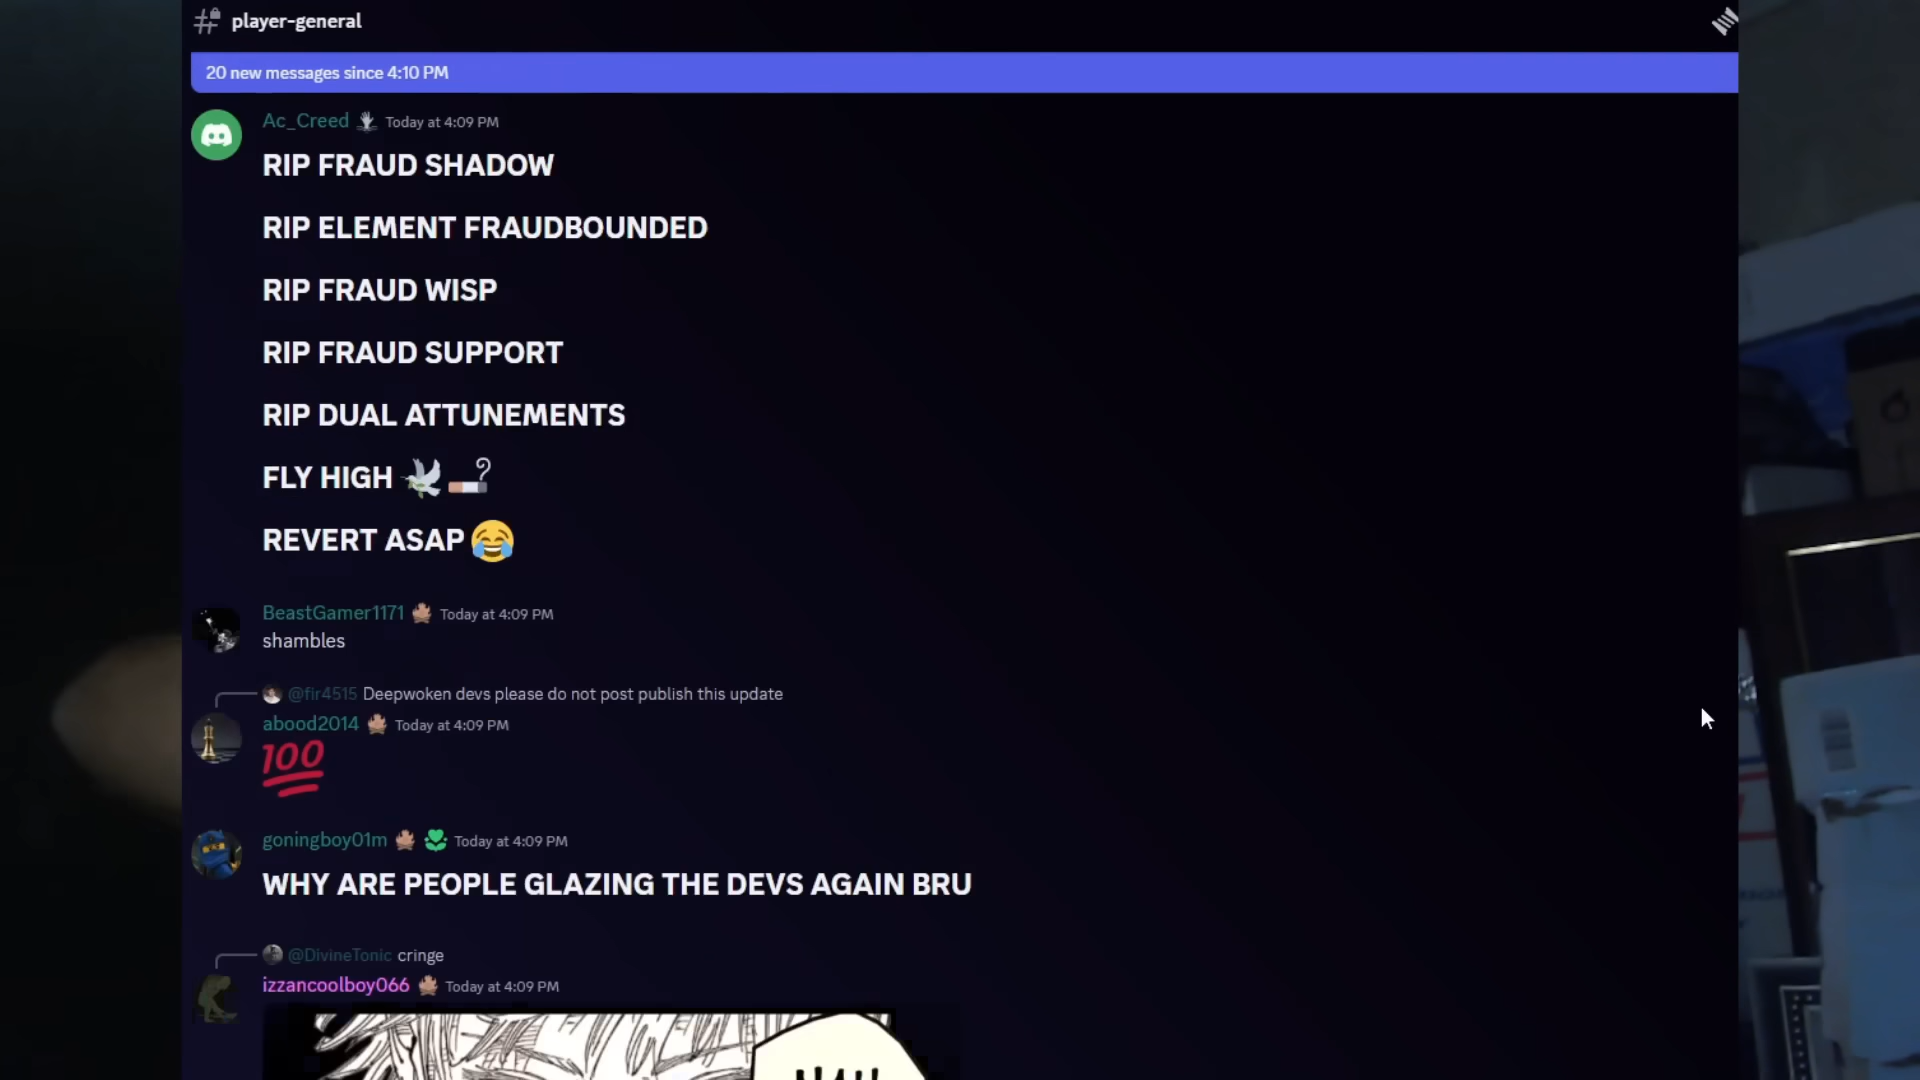 player-general
20 new messages since 4:10 PM
Ac_Creed Today at 4:09 PM
RIP FRAUD SHADOW
RIP ELEMENT FRAUDBOUNDED
RIP FRAUD WISP
RIP FRAUD SUPPORT
RIP DUAL ATTUNEMENTS
FLY HIGH 🕊️🚬
REVERT ASAP 😂
BeastGamer1171 Today at 4:09 PM
shambles
@fir4515 Deepwoken devs please do not post publish this update
abood2014 Today at 4:09 PM
💯
goningboy01m Today at 4:09 PM
WHY ARE PEOPLE GLAZING THE DEVS AGAIN BRU
@DivineTonic cringe
izzancoolboy066 Today at 4:09 PM